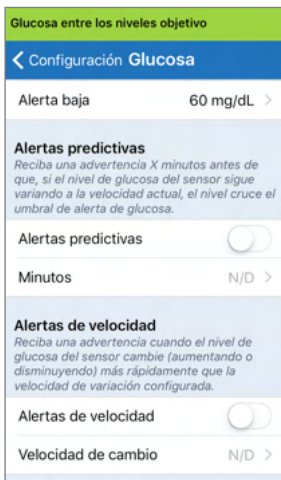 Glucosa entre los niveles objetivo
Configuración Glucosa
Alerta baja 60 mg/dL
Alertas predictivas
Reciba una advertencia X minutos antes de
que, si el nivel de glucosa del sensor sigue
variando a la velocidad actual, el nivel cruce el
umbral de alerta de glucosa.
Alertas predictivas
Minutos N/D
Alertas de velocidad
Reciba una advertencia cuando el nivel de
glucosa del sensor cambie (aumentando o
disminuyendo) más rápidamente que la
velocidad de variación configurada.
Alertas de velocidad
Velocidad de cambio N/D